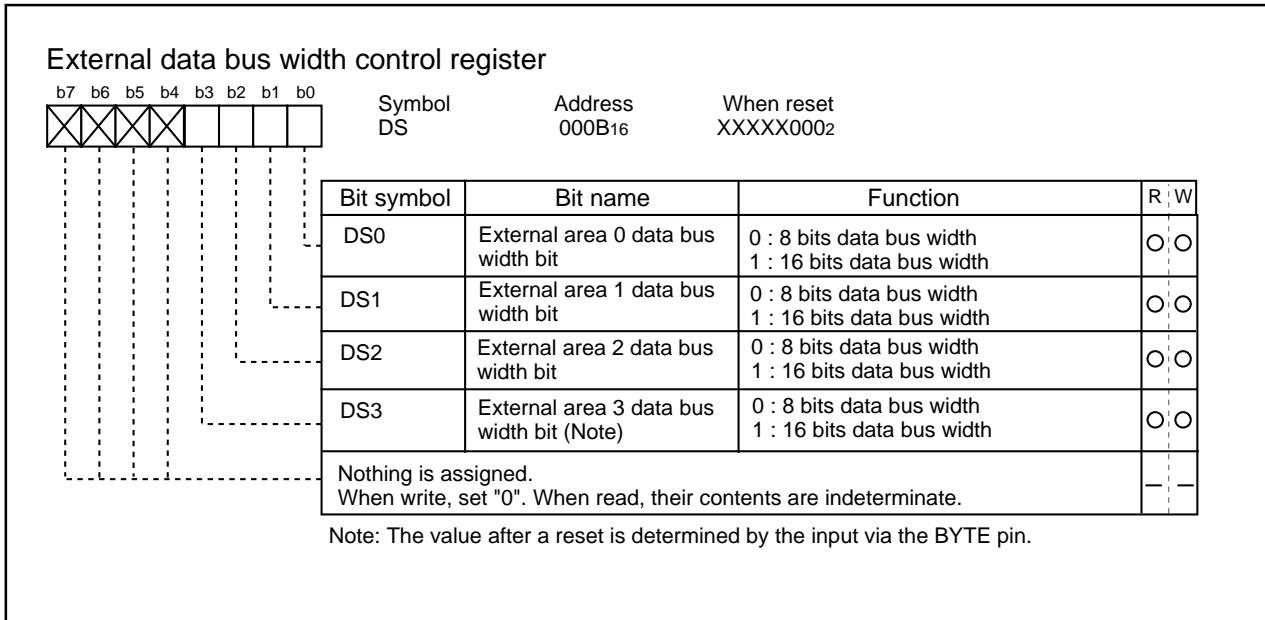 External data bus width control register
b7 b6 b5 b4 b3 b2 b1 b0
Symbol Address When reset
DS 000B16 XXXXX0002
Bit symbol Bit name Function R W
DS0 External area 0 data bus width bit 0 : 8 bits data bus width
1 : 16 bits data bus width
DS1 External area 1 data bus width bit 0 : 8 bits data bus width
1 : 16 bits data bus width
DS2 External area 2 data bus width bit 0 : 8 bits data bus width
1 : 16 bits data bus width
DS3 External area 3 data bus width bit (Note) 0 : 8 bits data bus width
1 : 16 bits data bus width
Nothing is assigned.
When write, set "0". When read, their contents are indeterminate.
Note: The value after a reset is determined by the input via the BYTE pin.